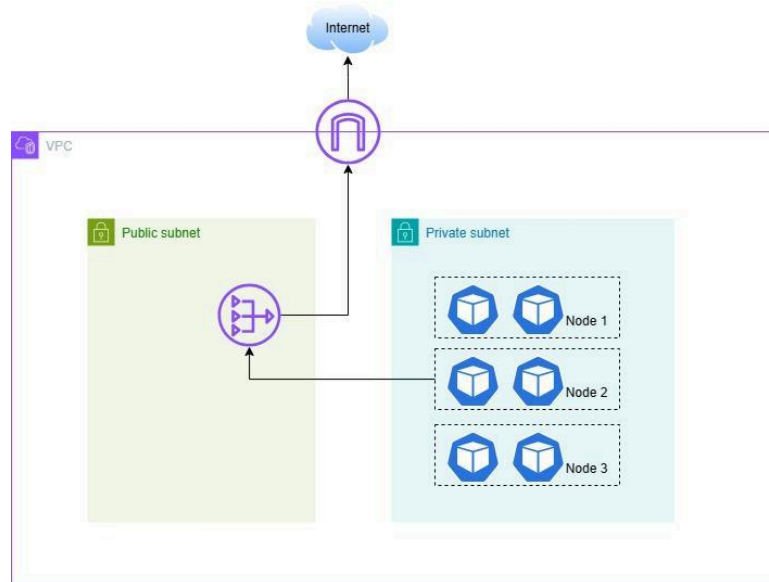 Internet
VPC
Public subnet
Private subnet
Node 1
Node 2
Node 3